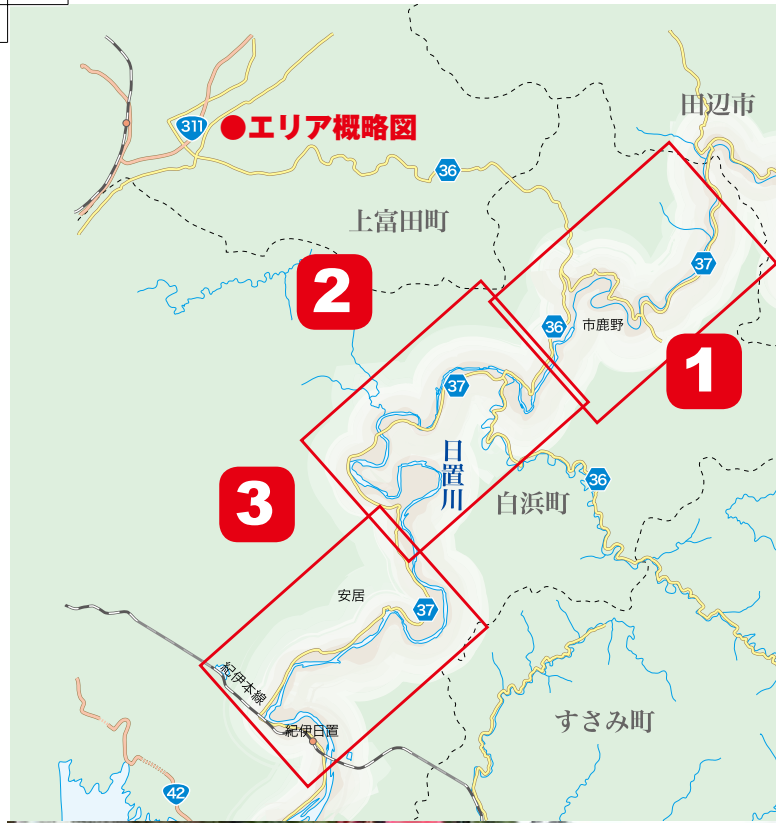 田辺市
311
●エリア概略図
36
上富田町
37
2
36
市鹿野
1
37
日置川
36
白浜町
3
安居
37
紀伊本線
すさみ町
紀伊日置
42